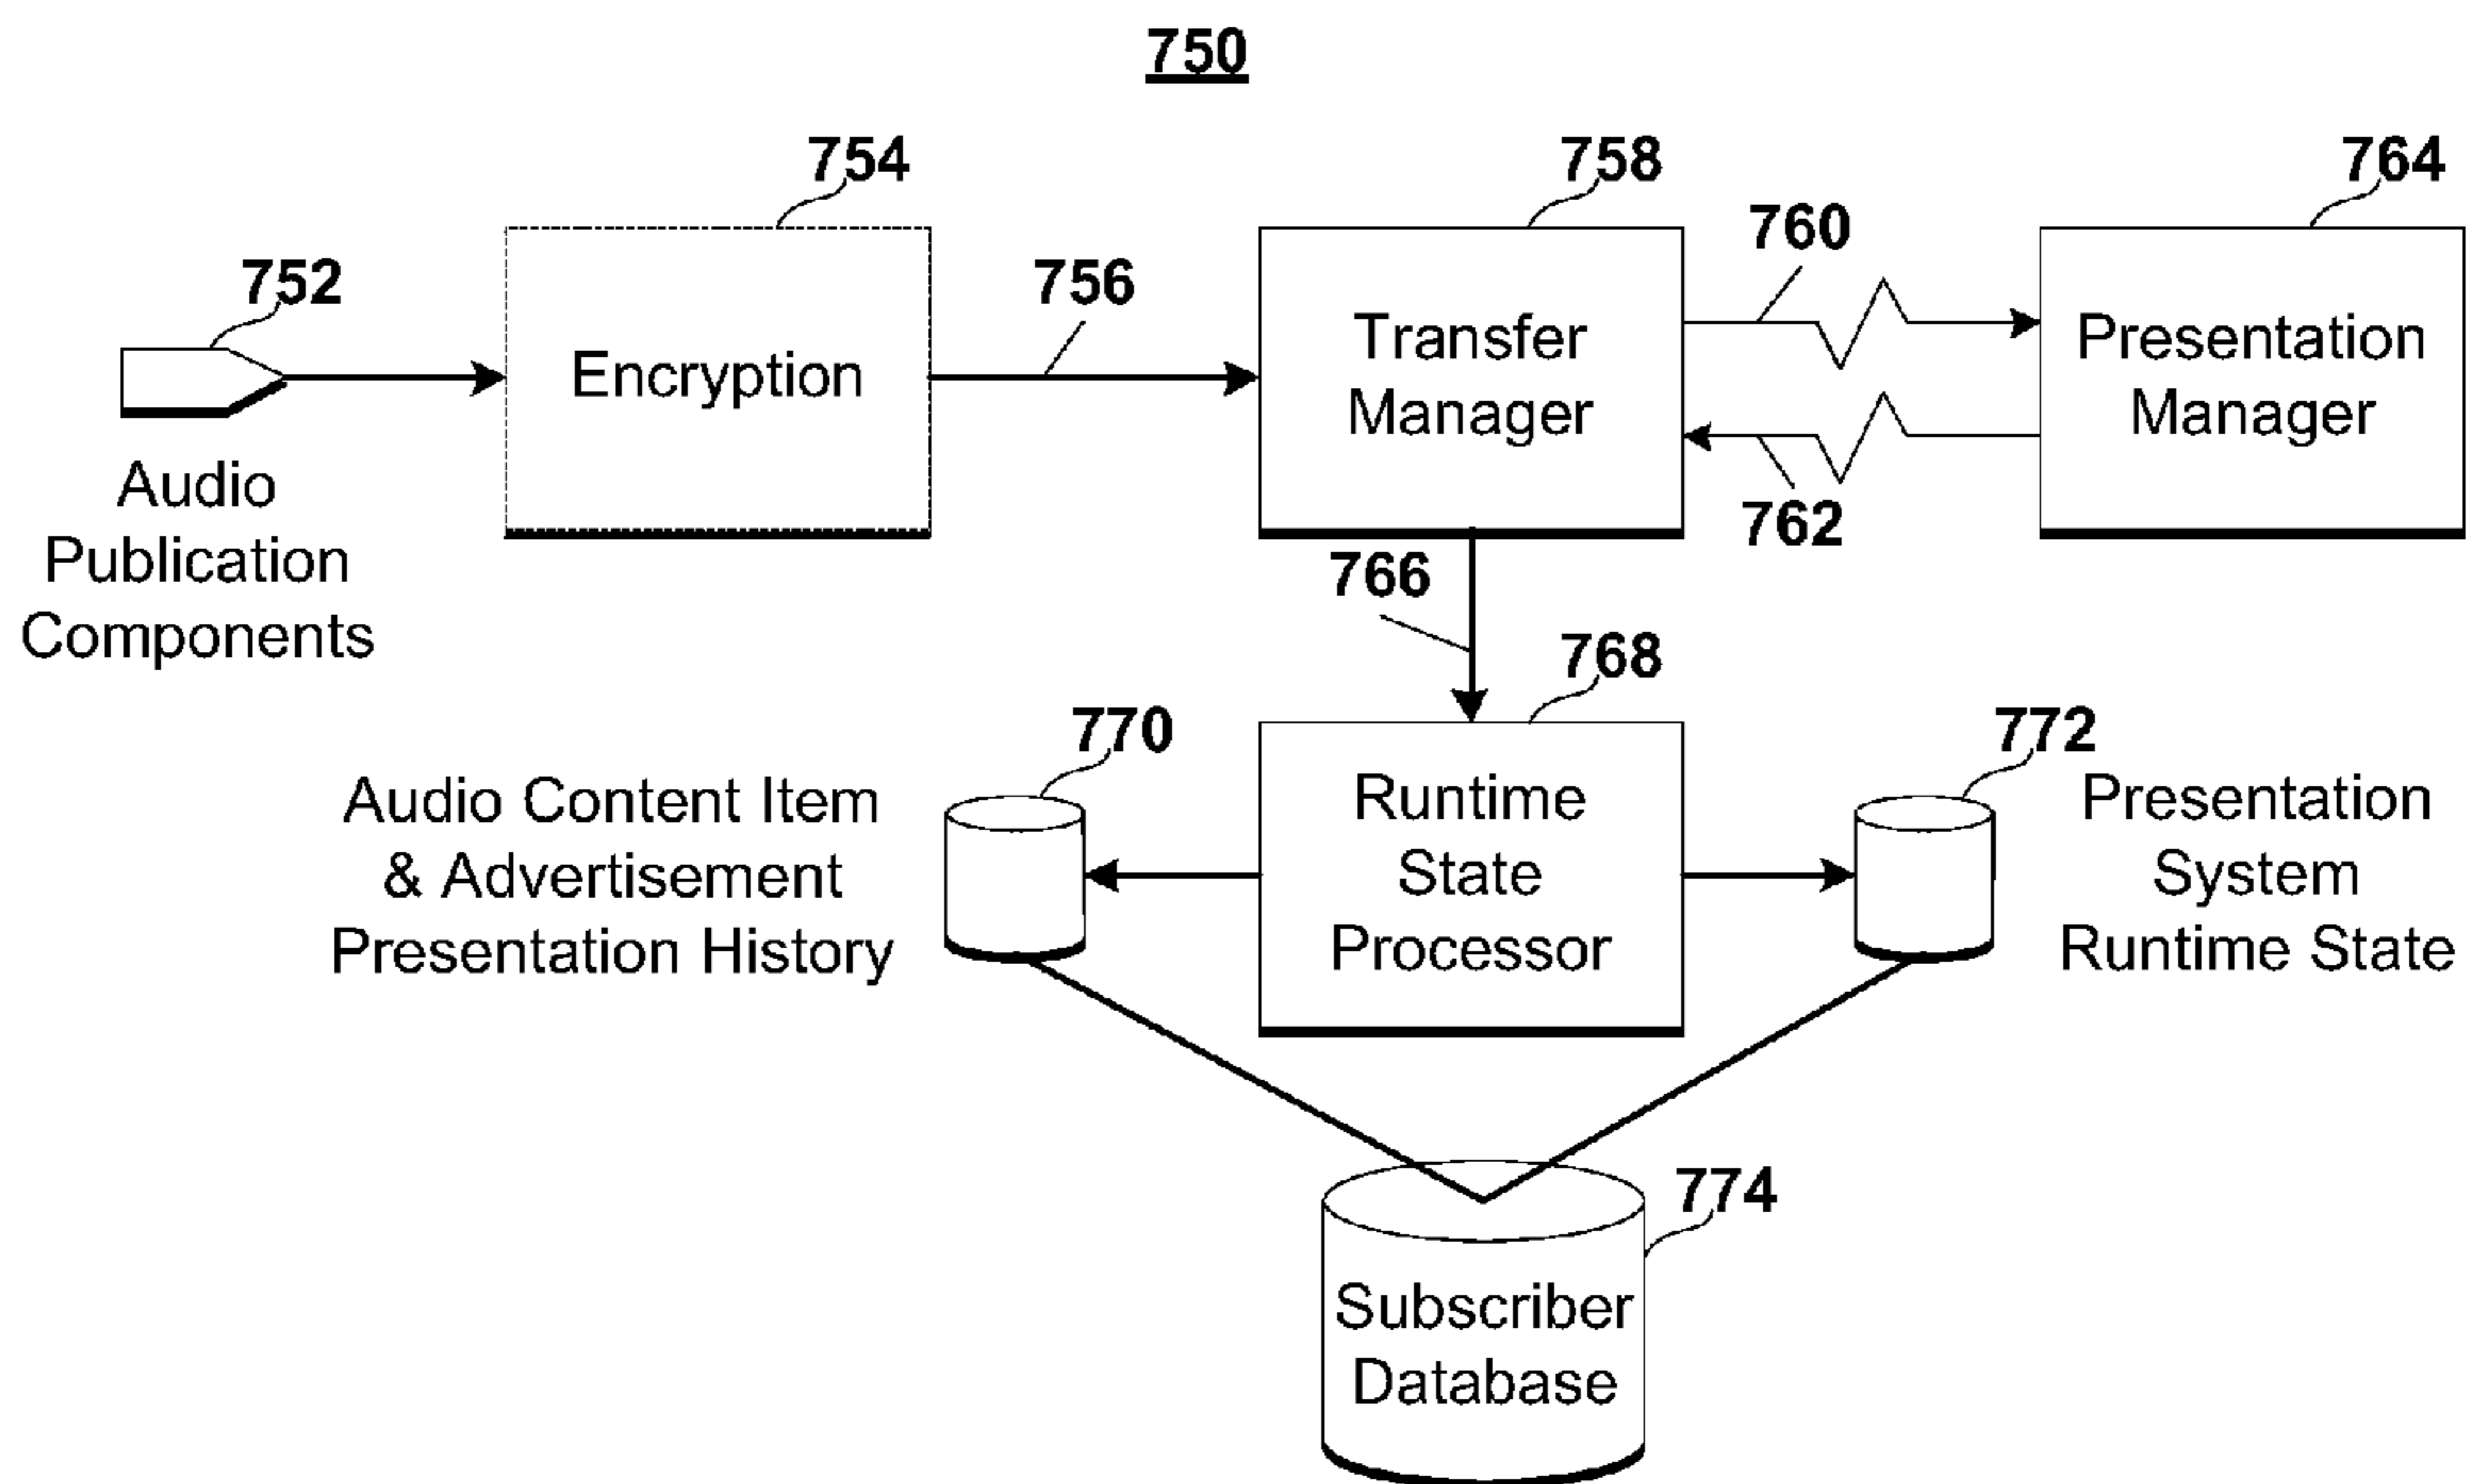 750
754
758
764
752
756
760
Encryption
Transfer
Manager
Presentation
Manager
Audio
Publication
Components
762
766
768
770
772
Audio Content Item
& Advertisement
Presentation History
Runtime
State
Processor
Presentation
System
Runtime State
774
Subscriber
Database